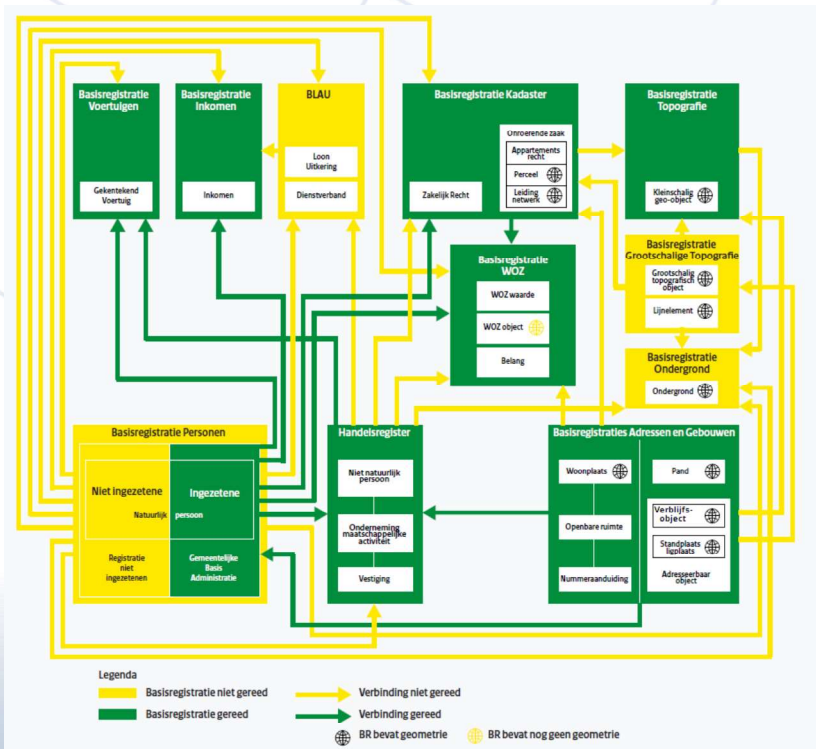 Basisregistratie
Voertuigen
Gekentekend
Voertuig
Basisregistratie
Inkomen
Inkomen
BLAU
Loon
Uitkering
Dienstverband
Basisregistratie Kadaster
Zakelijk Recht
Onroerende zaak
Appartements
recht
Perceel
Leiding
netwerk
Basisregistratie
Topografie
Kleinschalig
geo-object
Basisregistratie
WOZ
WOZ waarde
WOZ object
Belang
Basisregistratie
Grootschalige Topografie
Grootschalig
topografisch
object
Lijnelement
Basisregistratie
Ondergrond
Ondergrond
Basisregistratie Personen
Niet ingezetene
Ingezetene
Natuurlijk persoon
Registratie
niet
ingezetenen
Gemeentelijke
Basis
Administratie
Handelsregister
Niet natuurlijk
persoon
Onderneming
maatschappelijke
activiteit
Vestiging
Basisregistraties Adressen en Gebouwen
Woonplaats
Openbare ruimte
Nummeraanduiding
Pand
Verblijfs-
object
Standplaats
ligplaats
Adresseerbaar
object
Legenda
Basisregistratie niet gereed
Verbinding niet gereed
Basisregistratie gereed
Verbinding gereed
BR bevat geometrie
BR bevat nog geen geometrie